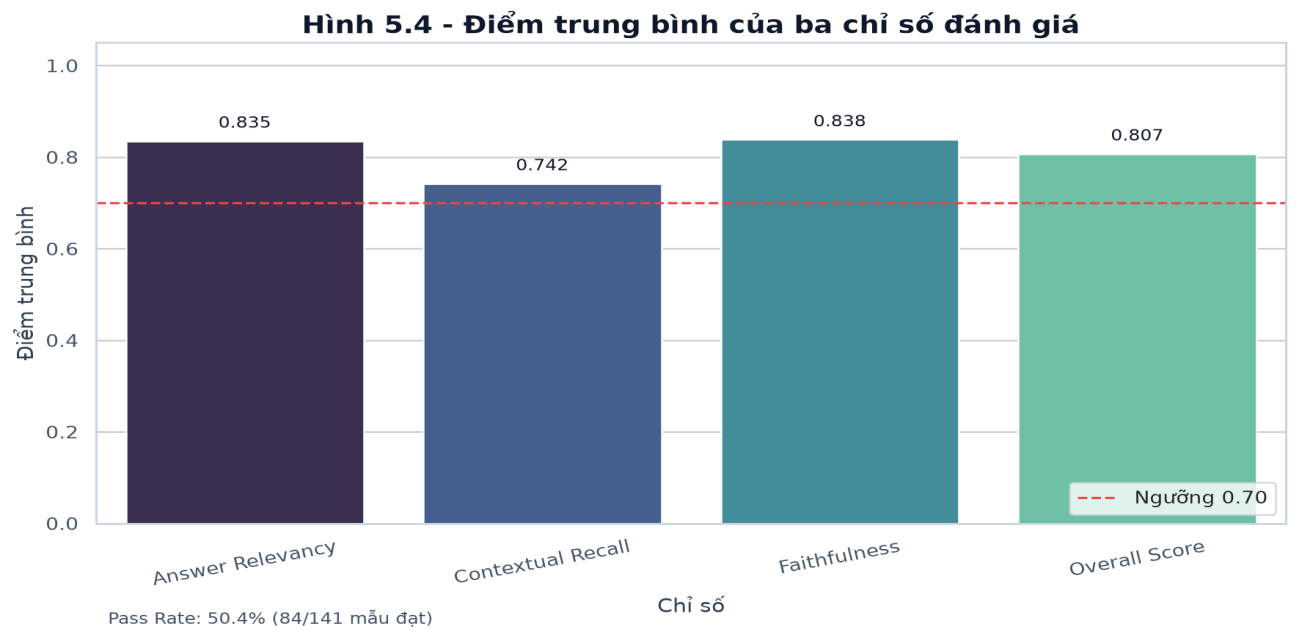 Hình 5.4 - Điểm trung bình của ba chỉ số đánh giá
1.0
0.8
0.6
0.4
0.2
0.0
Điểm trung bình
0.835
0.742
0.838
0.807
Ngưỡng 0.70
Answer Relevancy
Contextual Recall
Faithfulness
Overall Score
Chỉ số
Pass Rate: 50.4% (84/141 mẫu đạt)